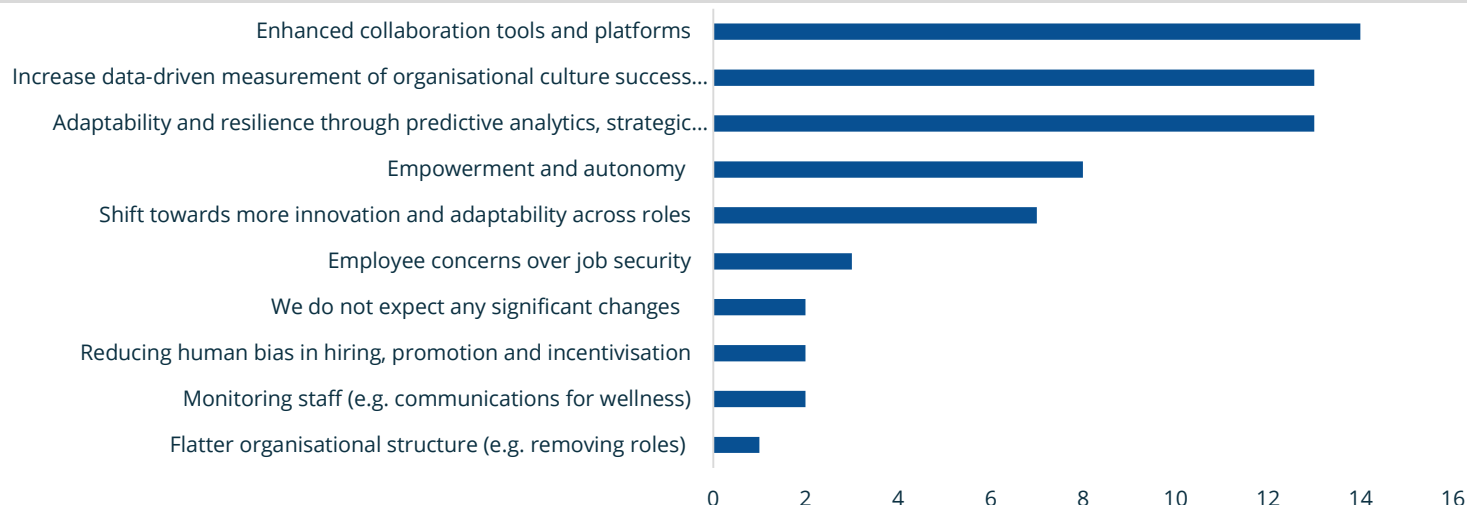 Enhanced collaboration tools and platforms
Increase data-driven measurement of organisational culture success...
Adaptability and resilience through predictive analytics, strategic...
Empowerment and autonomy
Shift towards more innovation and adaptability across roles
Employee concerns over job security
We do not expect any significant changes
Reducing human bias in hiring, promotion and incentivisation
Monitoring staff (e.g. communications for wellness)
Flatter organisational structure (e.g. removing roles)
0 2 4 6 8 10 12 14 16